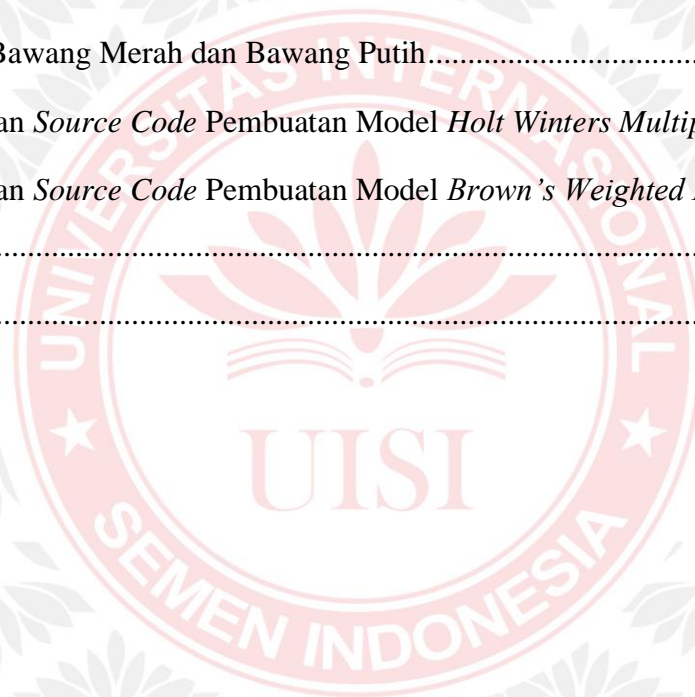 Bawang Merah dan Bawang Putih....................................
an Source Code Pembuatan Model Holt Winters Multip
an Source Code Pembuatan Model Brown's Weighted
....................................................................................
....................................................................................
UNIVERSITAS INTERNASIONAL
UISI
SEMEN INDONESIA